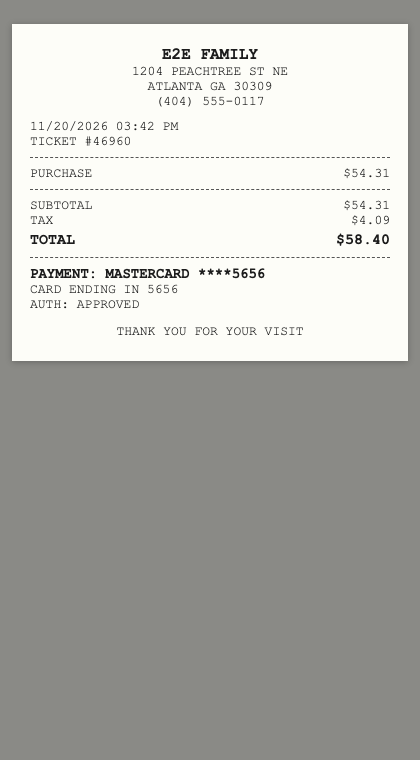 E2E FAMILY
1204 PEACHTREE ST NE
ATLANTA GA 30309
(404) 555-0117
11/20/2026 03:42 PM
TICKET #46960
PURCHASE $54.31
SUBTOTAL $54.31
TAX $4.09
TOTAL $58.40
PAYMENT: MASTERCARD ****5656
CARD ENDING IN 5656
AUTH: APPROVED
THANK YOU FOR YOUR VISIT